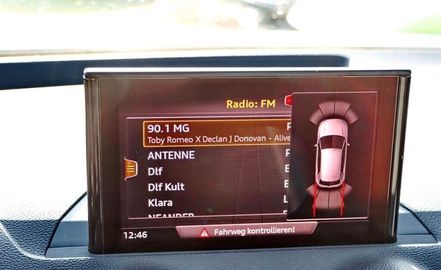 Radio: FM
90.1 MG
Toby Romeo X Declan J Donovan - Alive
ANTENNE
Dlf
Dlf Kult
Klara
NEANDER
12:46
Fahrweg kontrollieren!